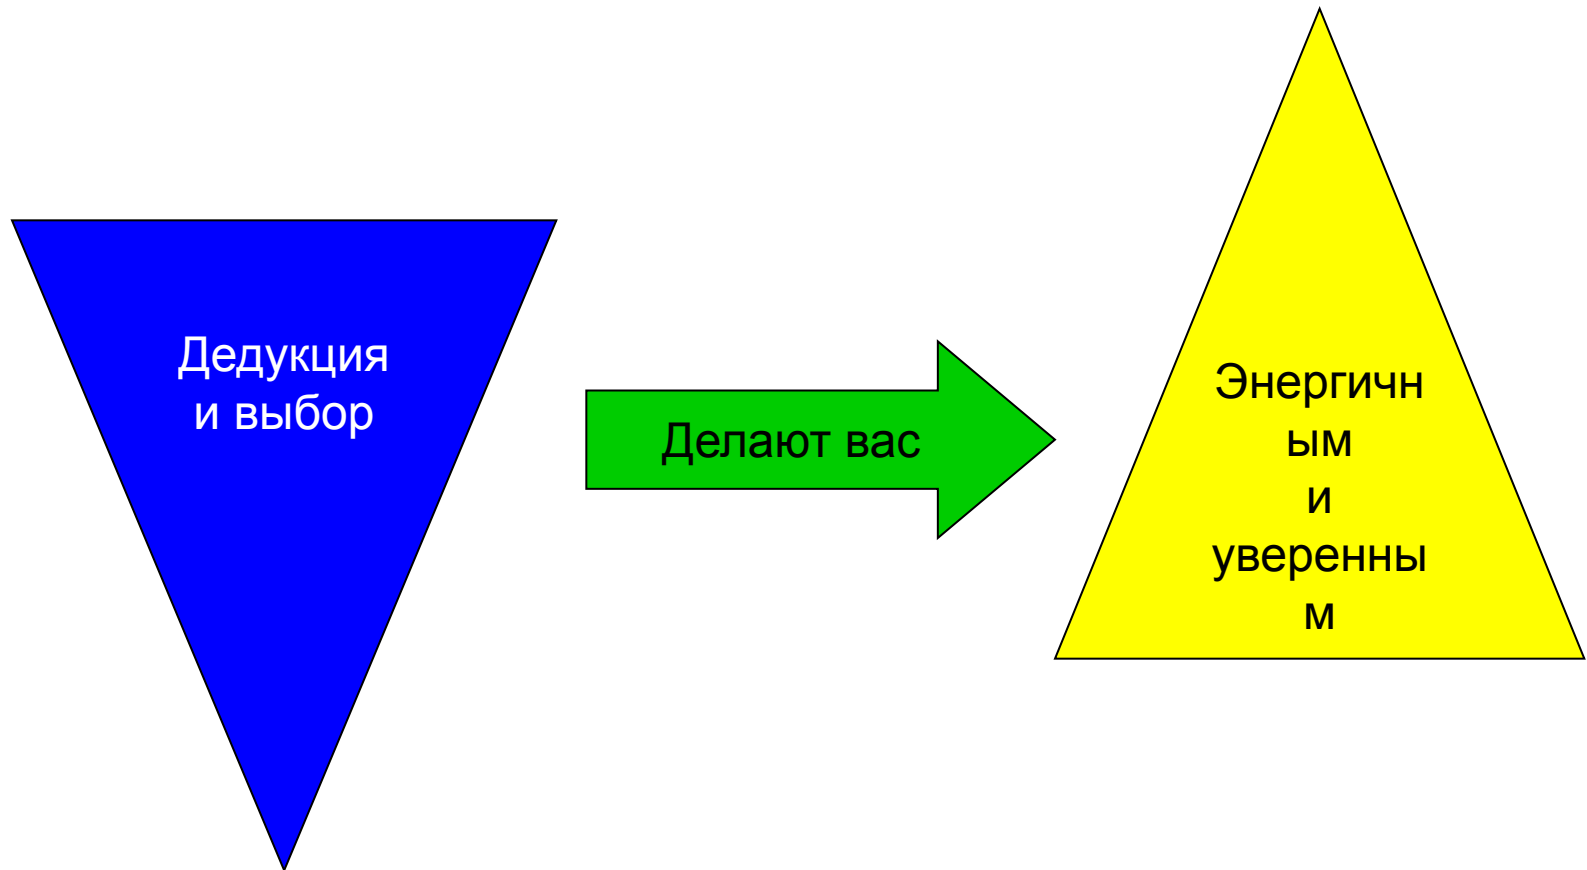 Дедукция
и выбор
Делают вас
Энергичн
ым
и
уверенны
м